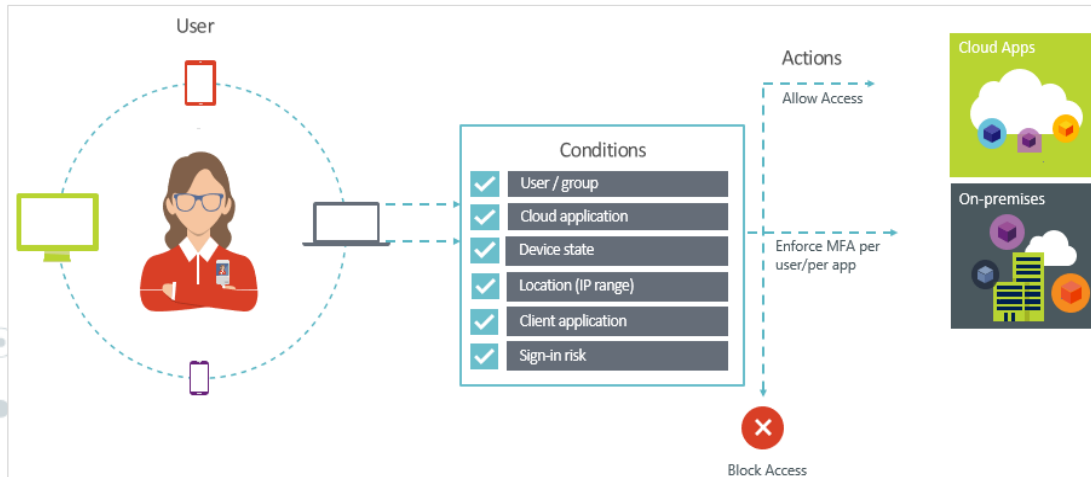 User
Conditions
User / group
Cloud application
Device state
Location (IP range)
Client application
Sign-in risk
Actions
Allow Access
Enforce MFA per
user/per app
Block Access
Cloud Apps
On-premises